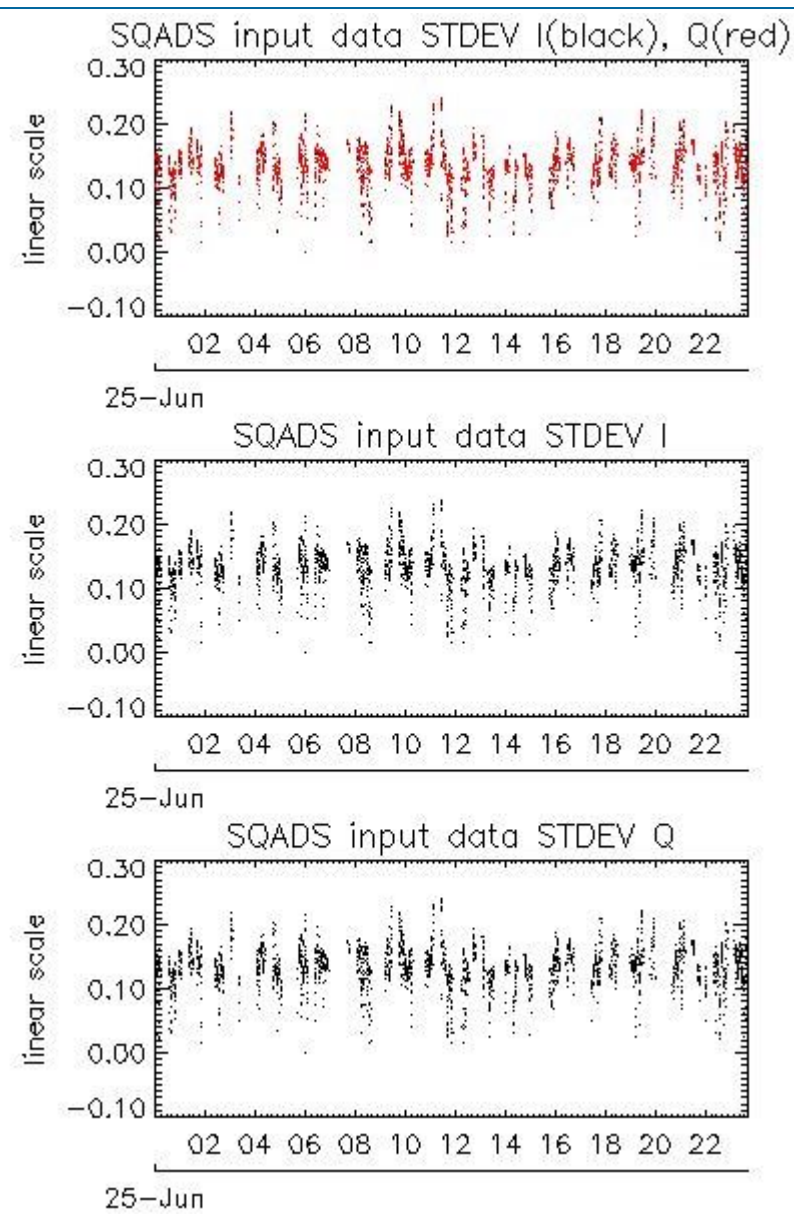 SQADS input data STDEV I(black), Q(red)
0.30
0.20
0.10
0.00
-0.10
linear scale
02 04 06 08 10 12 14 16 18 20 22
25-Jun
SQADS input data STDEV I
0.30
0.20
0.10
0.00
-0.10
linear scale
02 04 06 08 10 12 14 16 18 20 22
25-Jun
SQADS input data STDEV Q
0.30
0.20
0.10
0.00
-0.10
linear scale
02 04 06 08 10 12 14 16 18 20 22
25-Jun